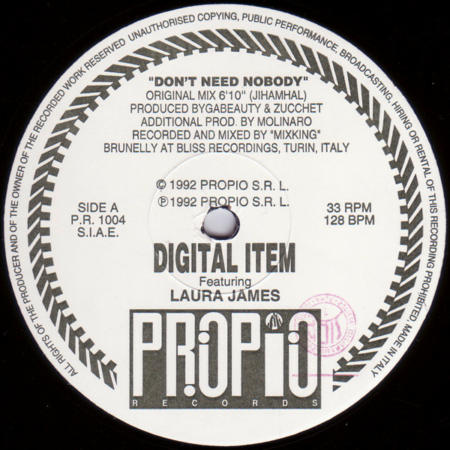 ALL RIGHTS OF THE PRODUCER AND OF THE OWNER OF THE RECORDED WORK RESERVED UNAUTHORISED COPYING, PUBLIC PERFORMANCE, BROADCASTING, HIRING OR RENTAL OF THIS RECORDING PROHIBITED, MADE IN ITALY
"DON'T NEED NOBODY"
ORIGINAL MIX 6'10" (JIHAMHAL)
PRODUCED BYGABEAUTY & ZUCCHET
ADDITIONAL PROD. BY MOLINARO
RECORDED AND MIXED BY "MIXKING"
BRUNELLY AT BLISS RECORDINGS, TURIN, ITALY
© 1992 PROPIO S.R. L.
℗ 1992 PROPIO S.R. L.
SIDE A
P.R. 1004
S.I.A.E.
33 RPM
128 BPM
DIGITAL ITEM
Featuring
LAURA JAMES
PROPIO
RECORDS